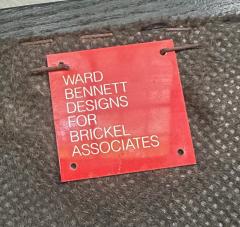 WARD
BENNETT
DESIGNS
FOR
BRICKEL
ASSOCIATES